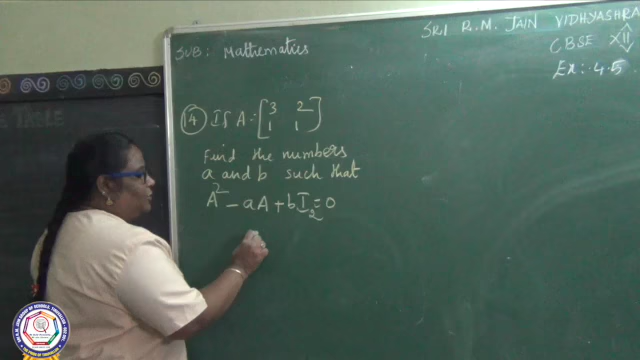 SRI R.M. JAIN VIDHYASHRA
SUB: Mathematics
CBSE XII
Ex: 4.5
14 If A = [3 2
1 1]
Find the numbers
a and b such that
A² - aA + bI₂ = 0
TABLE